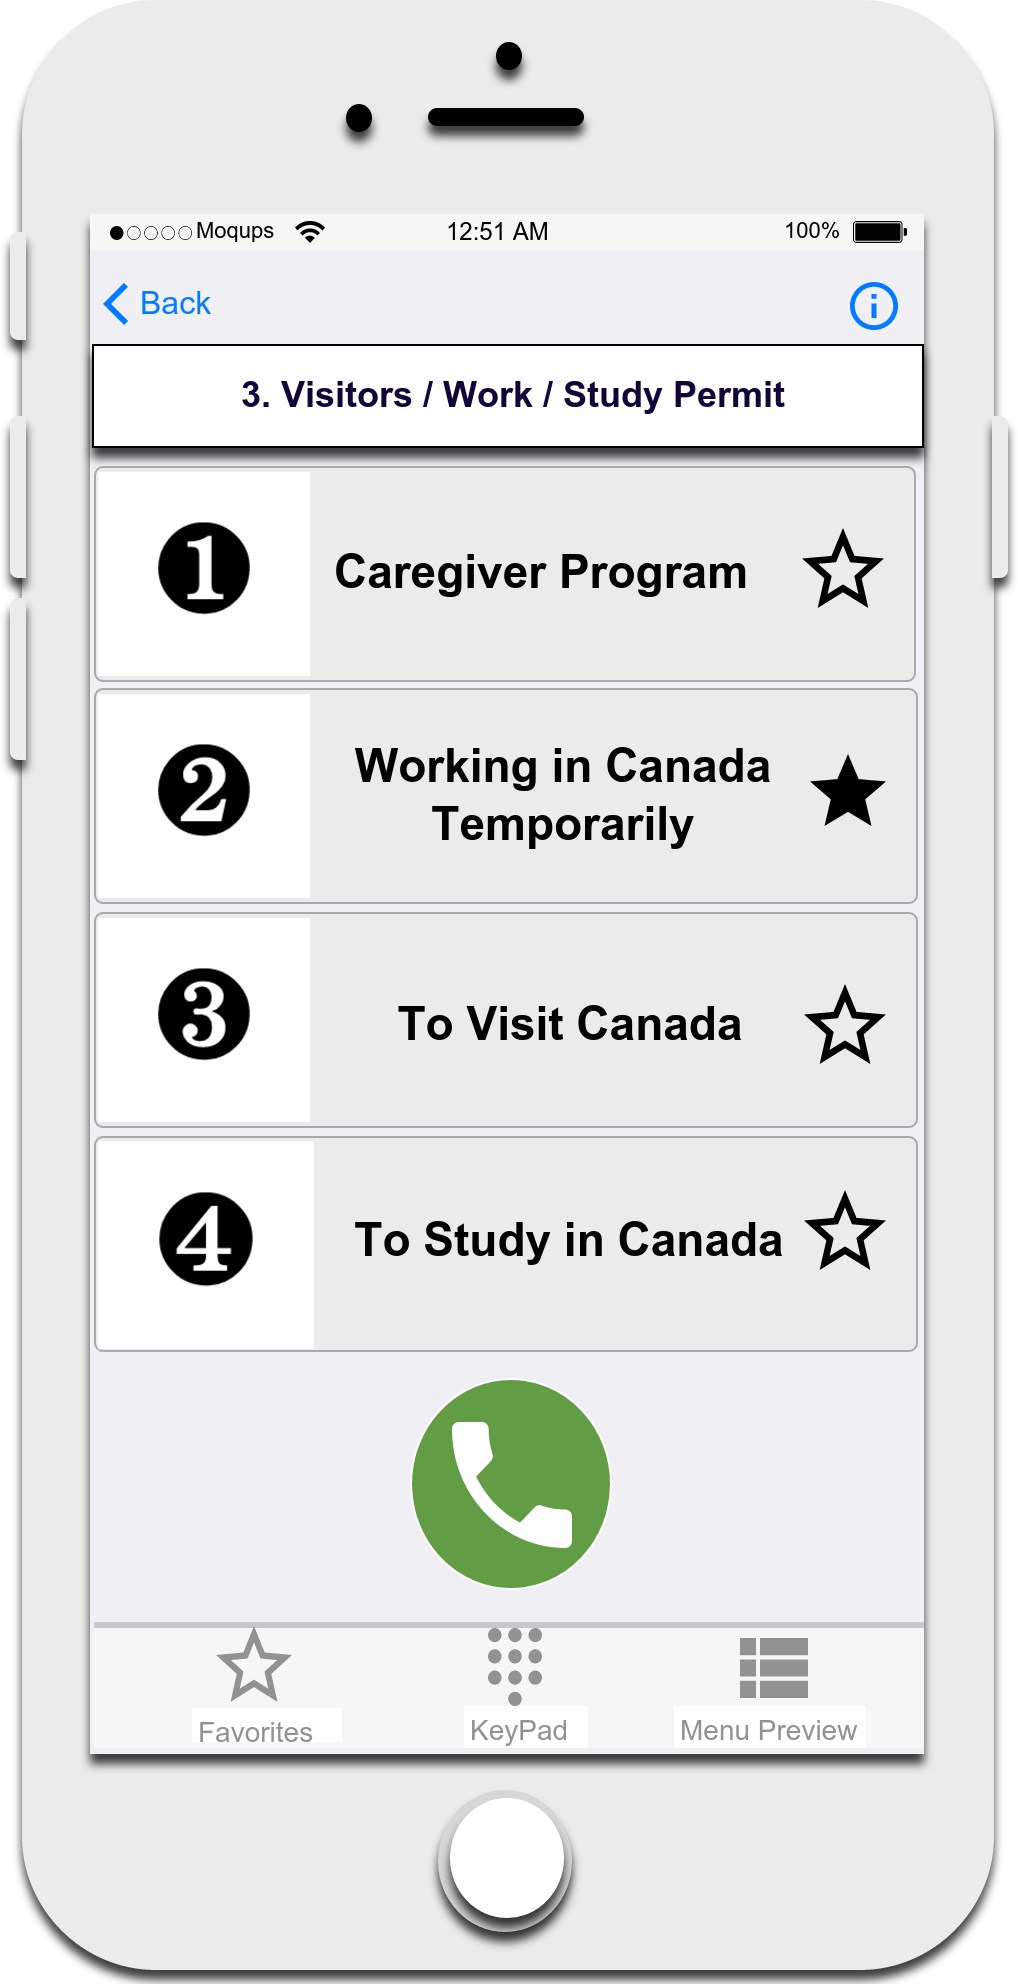 Moqups 12:51 AM 100%
Back
3. Visitors / Work / Study Permit
1 Caregiver Program
2 Working in Canada
Temporarily
3 To Visit Canada
4 To Study in Canada
Favorites KeyPad Menu Preview